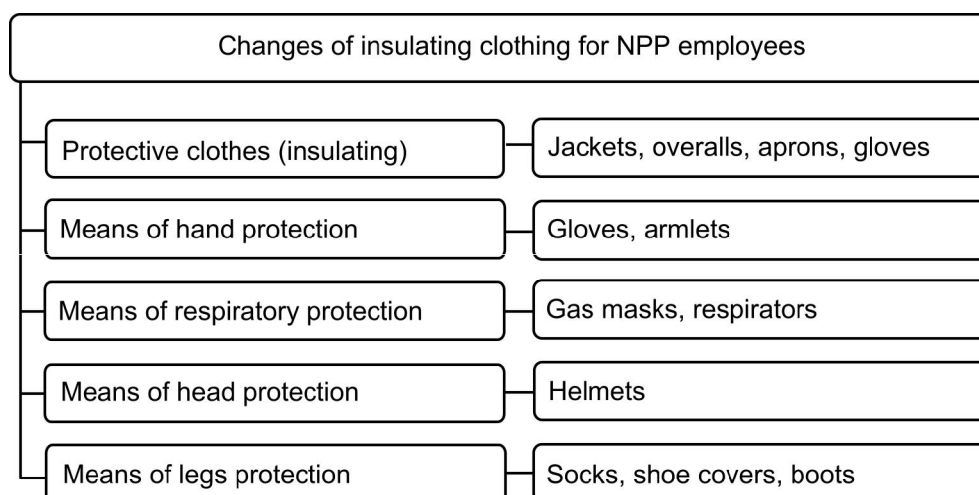 Changes of insulating clothing for NPP employees
Protective clothes (insulating)
Jackets, overalls, aprons, gloves
Means of hand protection
Gloves, armlets
Means of respiratory protection
Gas masks, respirators
Means of head protection
Helmets
Means of legs protection
Socks, shoe covers, boots